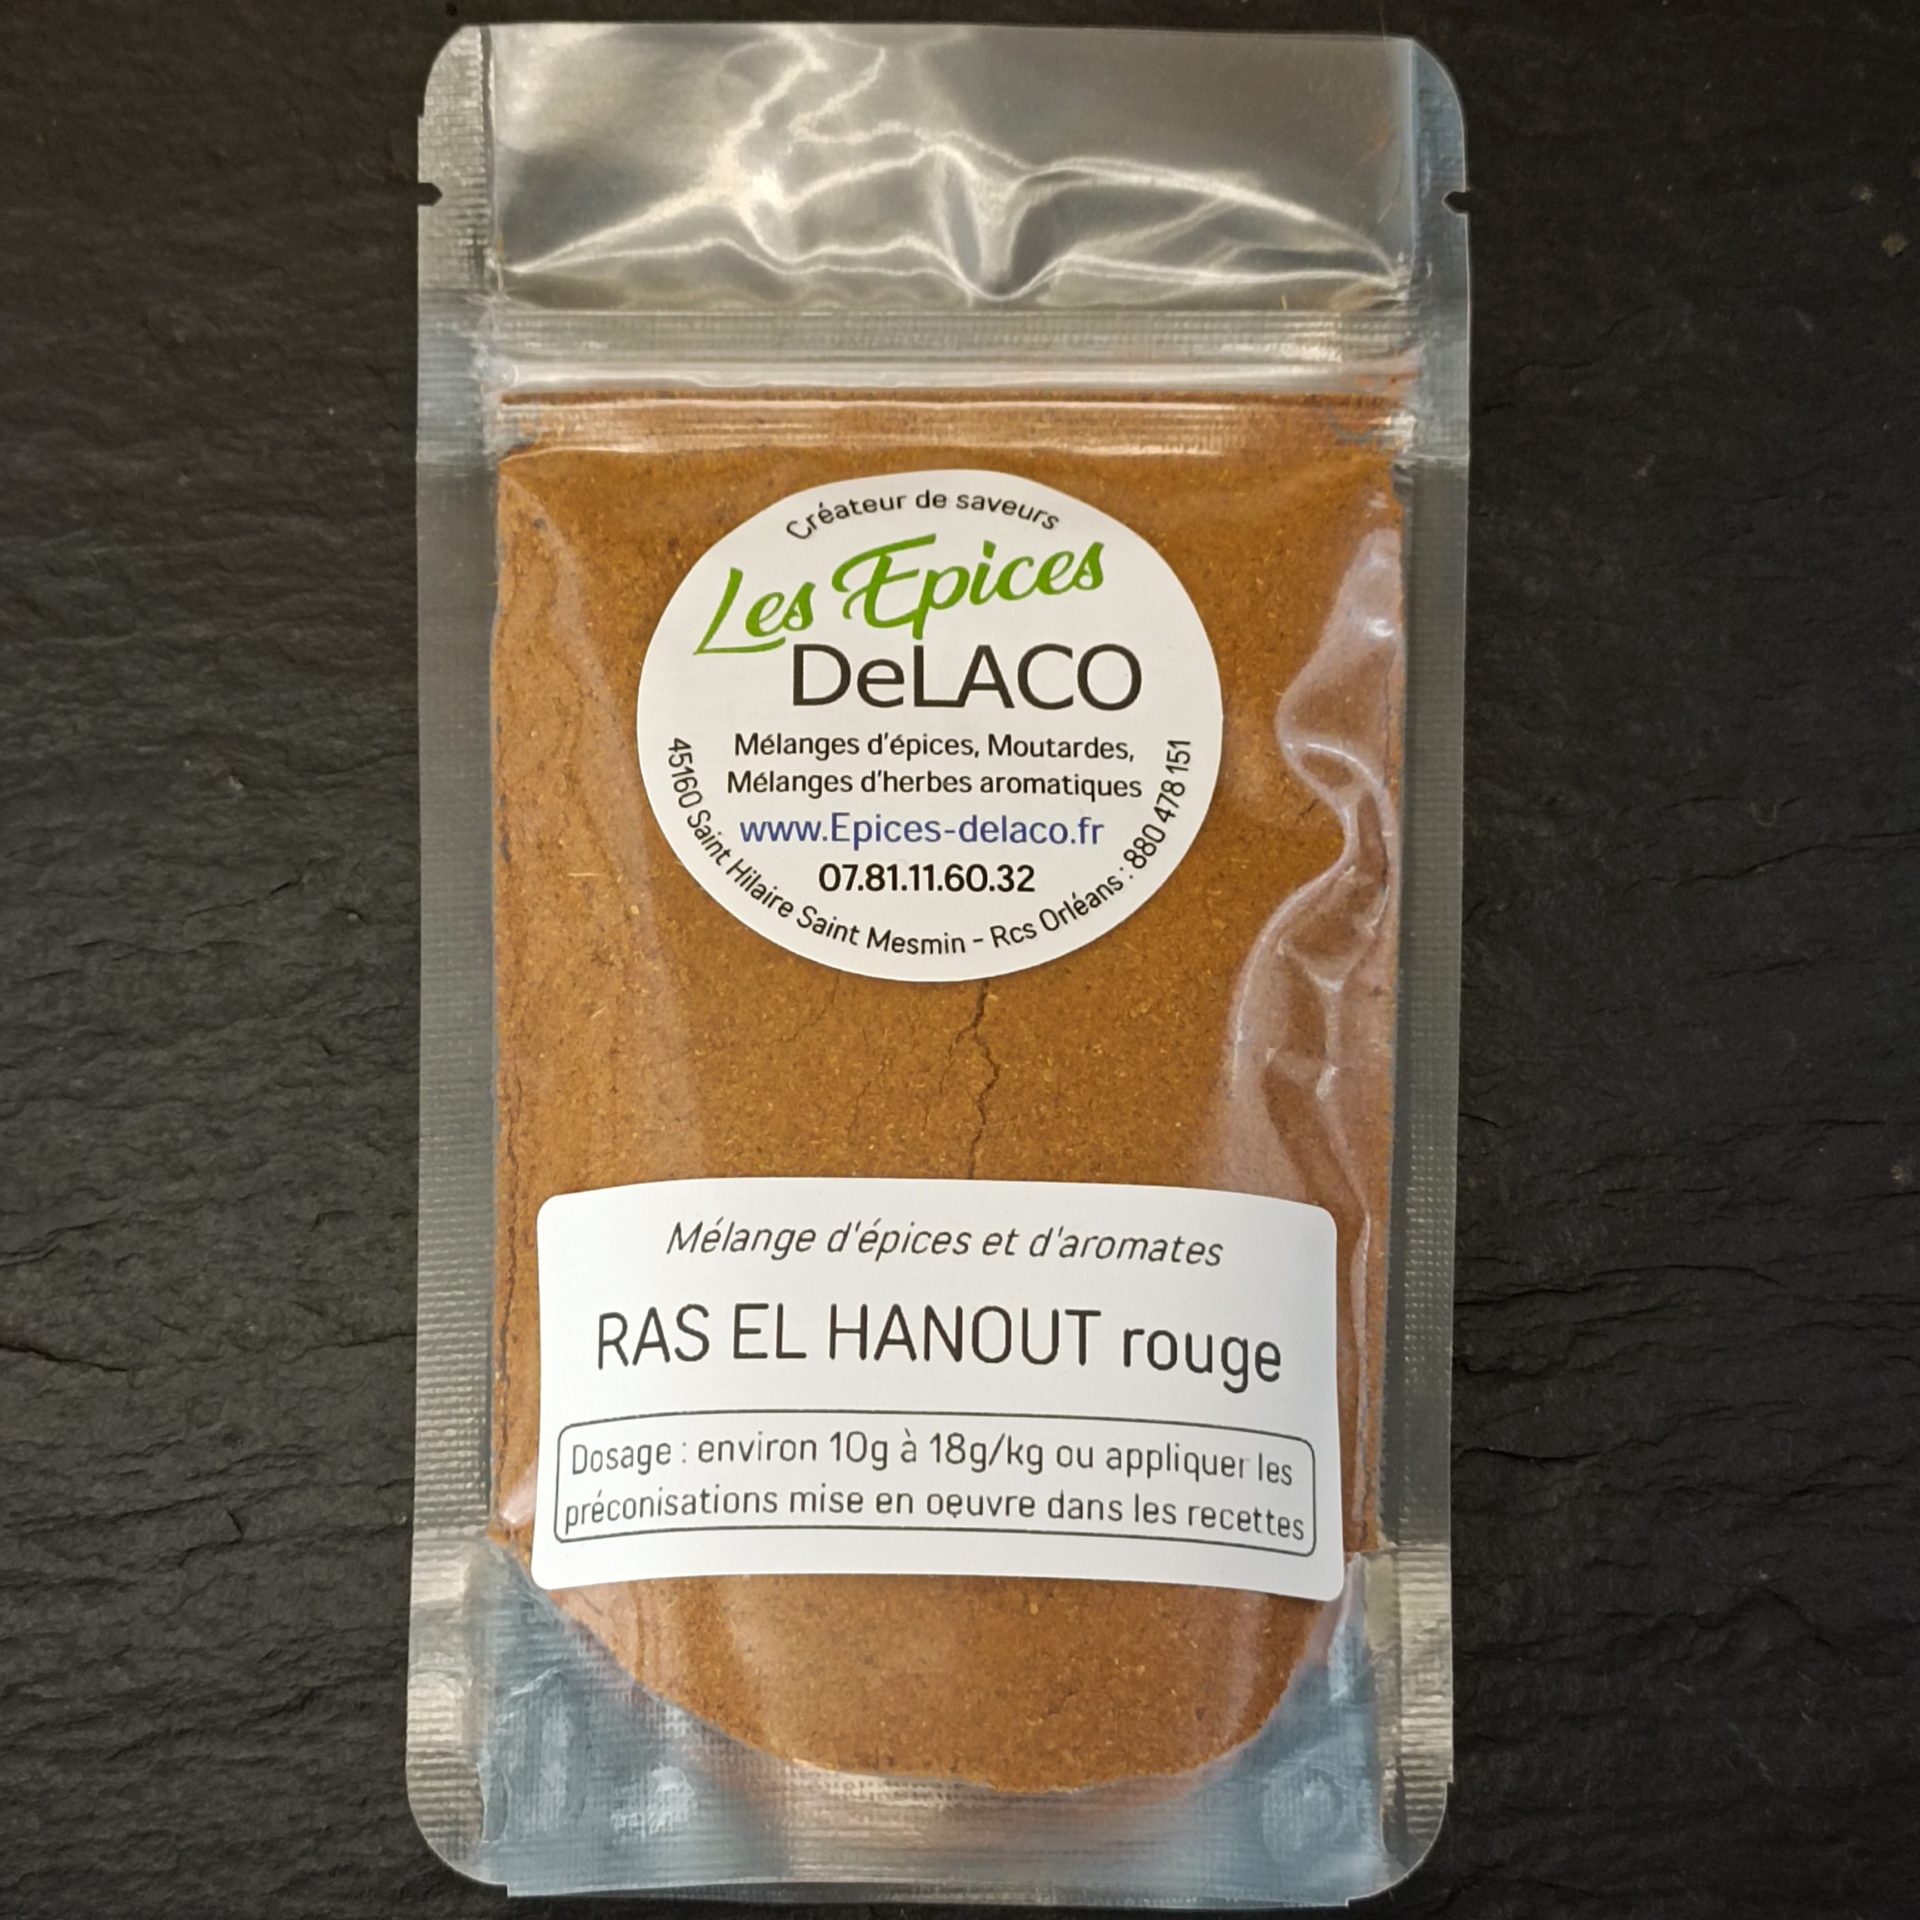 Créateur de saveurs
Les Epices
DeLACO
Mélanges d'épices, Moutardes,
Mélanges d'herbes aromatiques
www.Epices-delaco.fr
07.81.11.60.32
45160 Saint Hilaire Saint Mesmin - Rcs Orléans : 880 478 151
Mélange d'épices et d'aromates
RAS EL HANOUT rouge
Dosage : environ 10g à 18g/kg ou appliquer les
préconisations mise en oeuvre dans les recettes